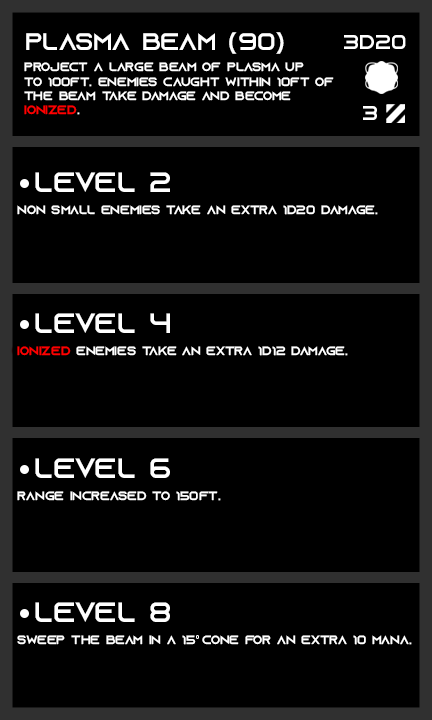 PLASMA BEAM (90)
3D20
PROJECT A LARGE BEAM OF PLASMA UP
TO 100FT. ENEMIES CAUGHT WITHIN 10FT OF
THE BEAM TAKE DAMAGE AND BECOME
IONIZED.
3
•LEVEL 2
NON SMALL ENEMIES TAKE AN EXTRA 1D20 DAMAGE.
•LEVEL 4
IONIZED ENEMIES TAKE AN EXTRA 1D12 DAMAGE.
•LEVEL 6
RANGE INCREASED TO 150FT.
•LEVEL 8
SWEEP THE BEAM IN A 15° CONE FOR AN EXTRA 10 MANA.